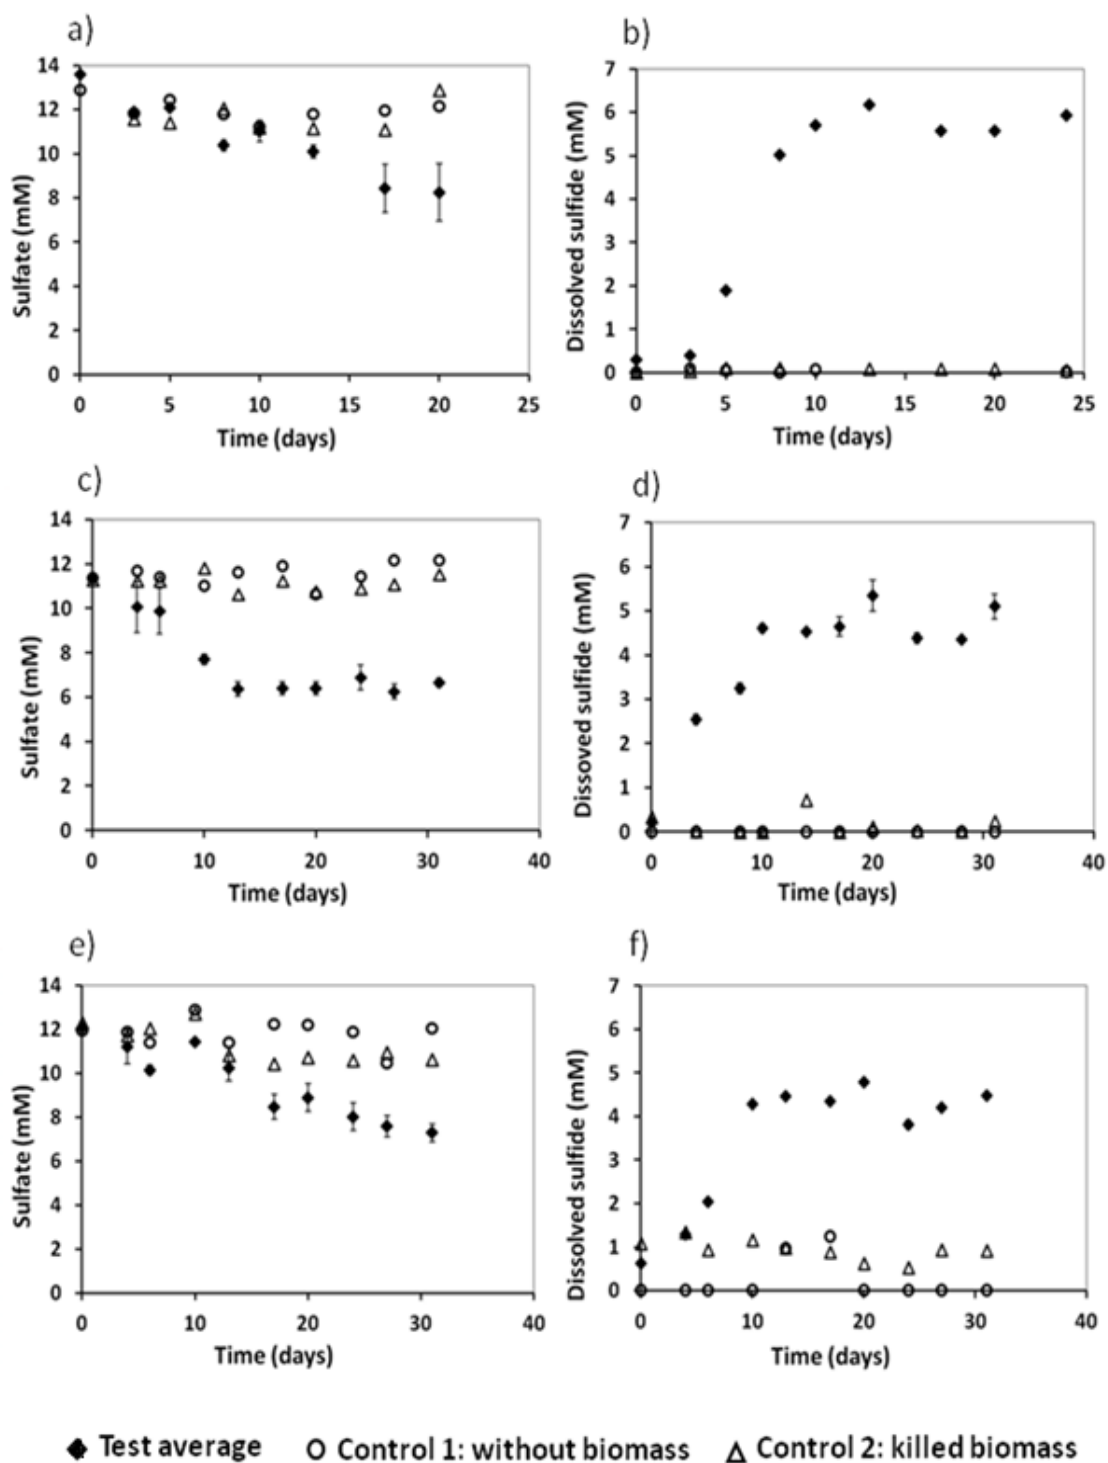 a)
14
12
10
8
6
4
2
0
Sulfate (mM)
0 5 10 15 20 25
Time (days)
b)
7
6
5
4
3
2
1
0
Dissolved sulfide (mM)
0 5 10 15 20 25
Time (days)
c)
14
12
10
8
6
4
2
0
Sulfate (mM)
0 10 20 30 40
Time (days)
d)
7
6
5
4
3
2
1
0
Dissoved sulfide (mM)
0 10 20 30 40
Time (days)
e)
14
12
10
8
6
4
2
0
Sulfate (mM)
0 10 20 30 40
Time (days)
f)
7
6
5
4
3
2
1
0
Dissolved sulfide (mM)
0 10 20 30 40
Time (days)
Test average Control 1: without biomass Control 2: killed biomass